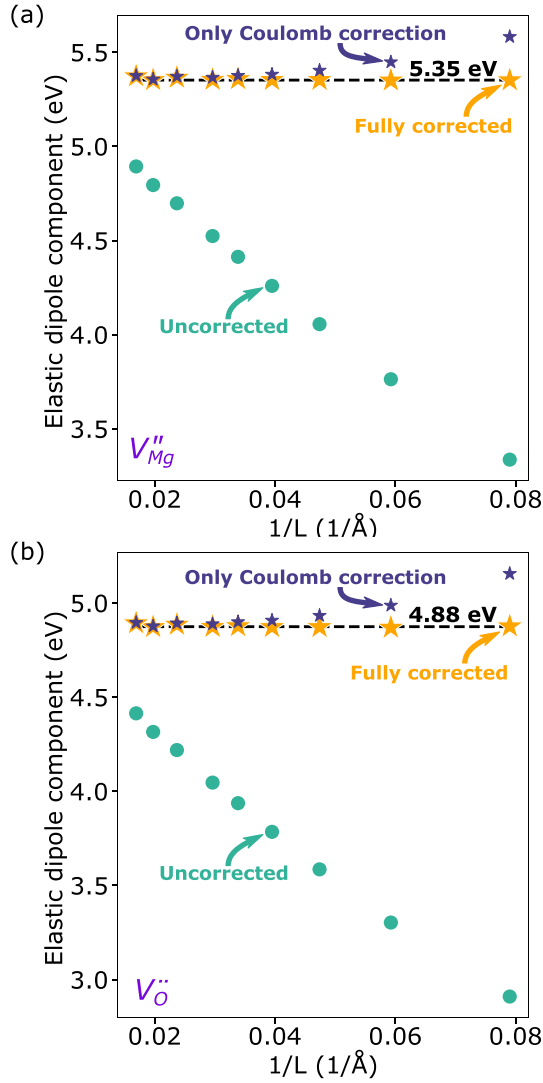 (a)
Elastic dipole component (eV)
5.5
5.0
4.5
4.0
3.5
Only Coulomb correction
5.35 eV
Fully corrected
Uncorrected
V″Mg
0.02 0.04 0.06 0.08
1/L (1/Å)
(b)
Elastic dipole component (eV)
5.0
4.5
4.0
3.5
3.0
Only Coulomb correction
4.88 eV
Fully corrected
Uncorrected
V¨O
0.02 0.04 0.06 0.08
1/L (1/Å)